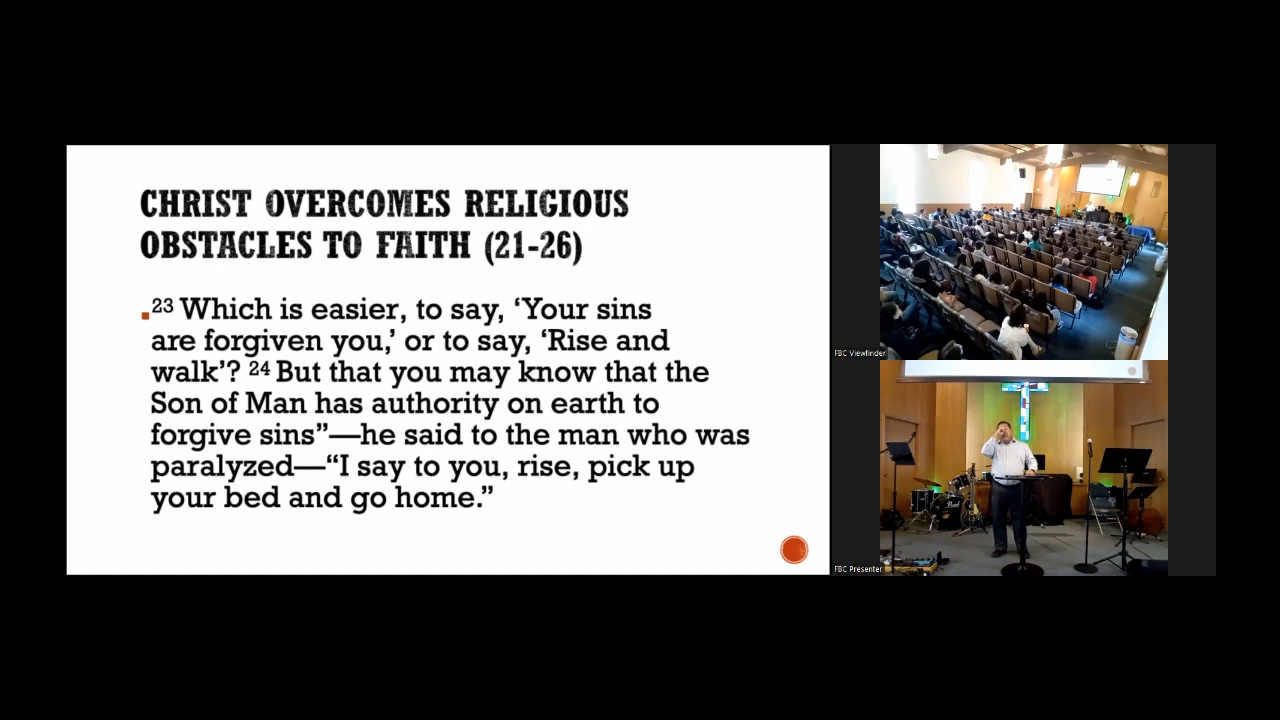 CHRIST OVERCOMES RELIGIOUS
OBSTACLES TO FAITH (21-26)
23 Which is easier, to say, ‘Your sins
are forgiven you,’ or to say, ‘Rise and
walk’? 24 But that you may know that the
Son of Man has authority on earth to
forgive sins”—he said to the man who was
paralyzed—“I say to you, rise, pick up
your bed and go home.”
FBC Viewfinder
FBC Presenter